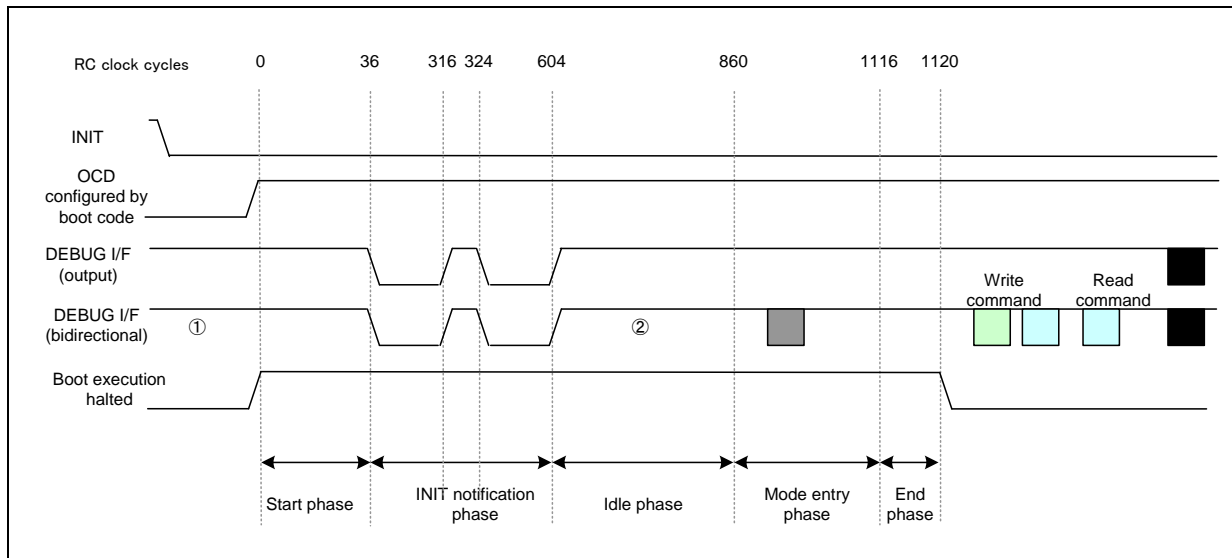 RC clock cycles 0 36 316 324 604 860 1116 1120
INIT
OCD
configured by
boot code
DEBUG I/F
(output)
Write
command
Read
command
DEBUG I/F
(bidirectional)
① ②
Boot execution
halted
Start phase
INIT notification
phase
Idle phase
Mode entry
phase
End
phase